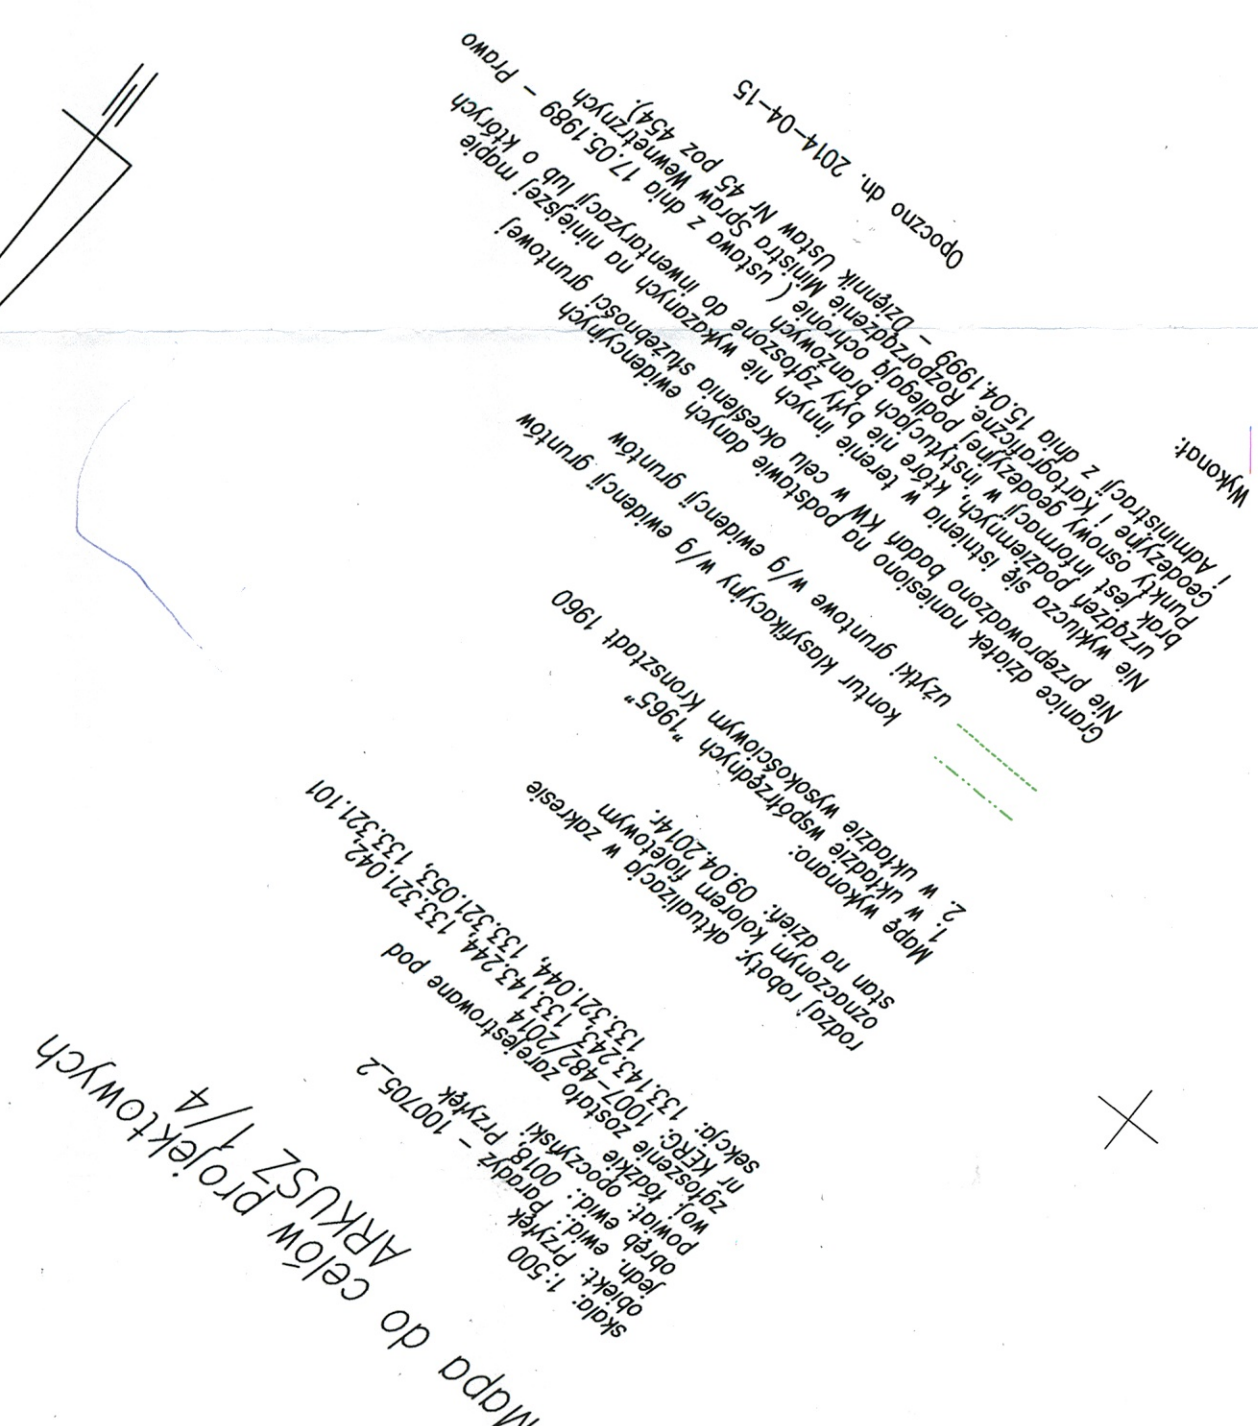 Mapa do celów projektowych
ARKUSZ 1/4
skala: 1:500
obiekt: Przyłęk
jedn. ewid.: Paradyż – 100705_2
obręb ewid.: 0018, Przyłęk
powiat: opoczyński
woj. łódzkie
zgłoszenie zostało zarejestrowane pod
nr KERG: 1007-482/2014
sekcja: 133.143.243, 133.143.244, 133.321.042,
133.321.044, 133.321.053, 133.321.101
rodzaj roboty: aktualizacja w zakresie
oznaczonym kolorem fioletowym
stan na dzień: 09.04.2014r.
Mapę wykonano:
1. w układzie współrzędnych "1965"
2. w układzie wysokościowym Kronsztadt 1960
kontur klasyfikacyjny w/g ewidencji gruntów
użytki gruntowe w/g ewidencji gruntów
Granice działek naniesiono na podstawie danych ewidencyjnych
Nie przeprowadzono badań KW w celu określenia służebności gruntowej
Nie wyklucza się istnienia w terenie innych nie wykazanych na niniejszej mapie
urządzeń podziemnych, które nie były zgłoszone do inwentaryzacji lub o których
brak jest informacji w instytucjach branżowych
Punkty osnowy geodezyjnej podlegają ochronie ( ustawa z dnia 17.05.1989 – Prawo
Geodezyjne i Kartograficzne. Rozporządzenie Ministra Spraw Wewnętrznych
i Administracji z dnia 15.04.1999 – Dziennik Ustaw Nr 45 poz 454).
Opoczno dn. 2014-04-15
Wykonał: